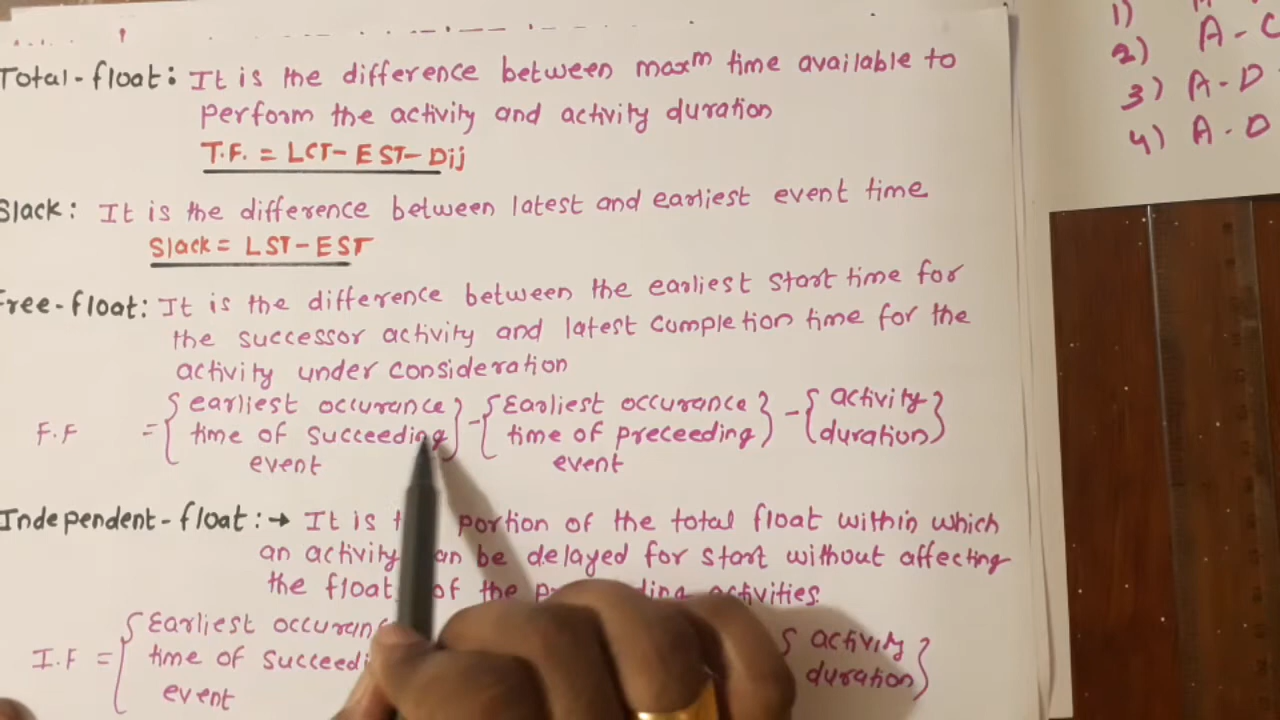 Total-float: It is the difference between maxm time available to
perform the activity and activity duration
T.F. = LCT- EST- Dij
Slack: It is the difference between latest and earliest event time
Slack = LST-EST
Free-float: It is the difference between the earliest start time for
the successor activity and latest completion time for the
activity under consideration
F.F = {earliest occurance time of succeeding event} - {Earliest occurance time of preceeding event} - {activity duration}
Independent-float: → It is portion of the total float within which
an activity can be delayed for start without affecting
the float of the activities.
I.F = {Earliest occurance time of event {activity duration}
1)
2) A-C
3) A-D
4) A-D